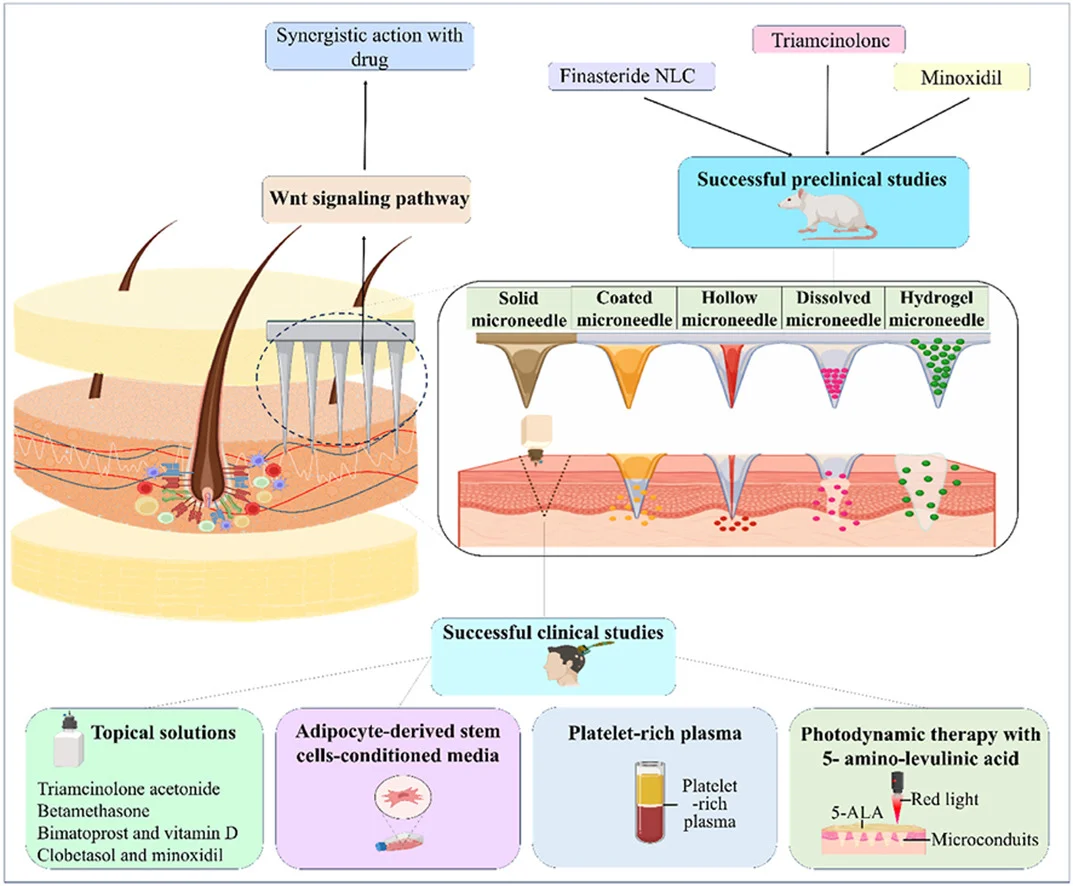 Synergistic action with
drug
Triamcinolone
Finasteride NLC
Minoxidil
Wnt signaling pathway
Successful preclinical studies
Solid
microneedle
Coated
microneedle
Hollow
microneedle
Dissolved
microneedle
Hydrogel
microneedle
Successful clinical studies
Topical solutions
Triamcinolone acetonide
Betamethasone
Bimatoprost and vitamin D
Clobetasol and minoxidil
Adipocyte-derived stem
cells-conditioned media
Platelet-rich plasma
Platelet
-rich
plasma
Photodynamic therapy with
5- amino-levulinic acid
Red light
5-ALA
Microconduits